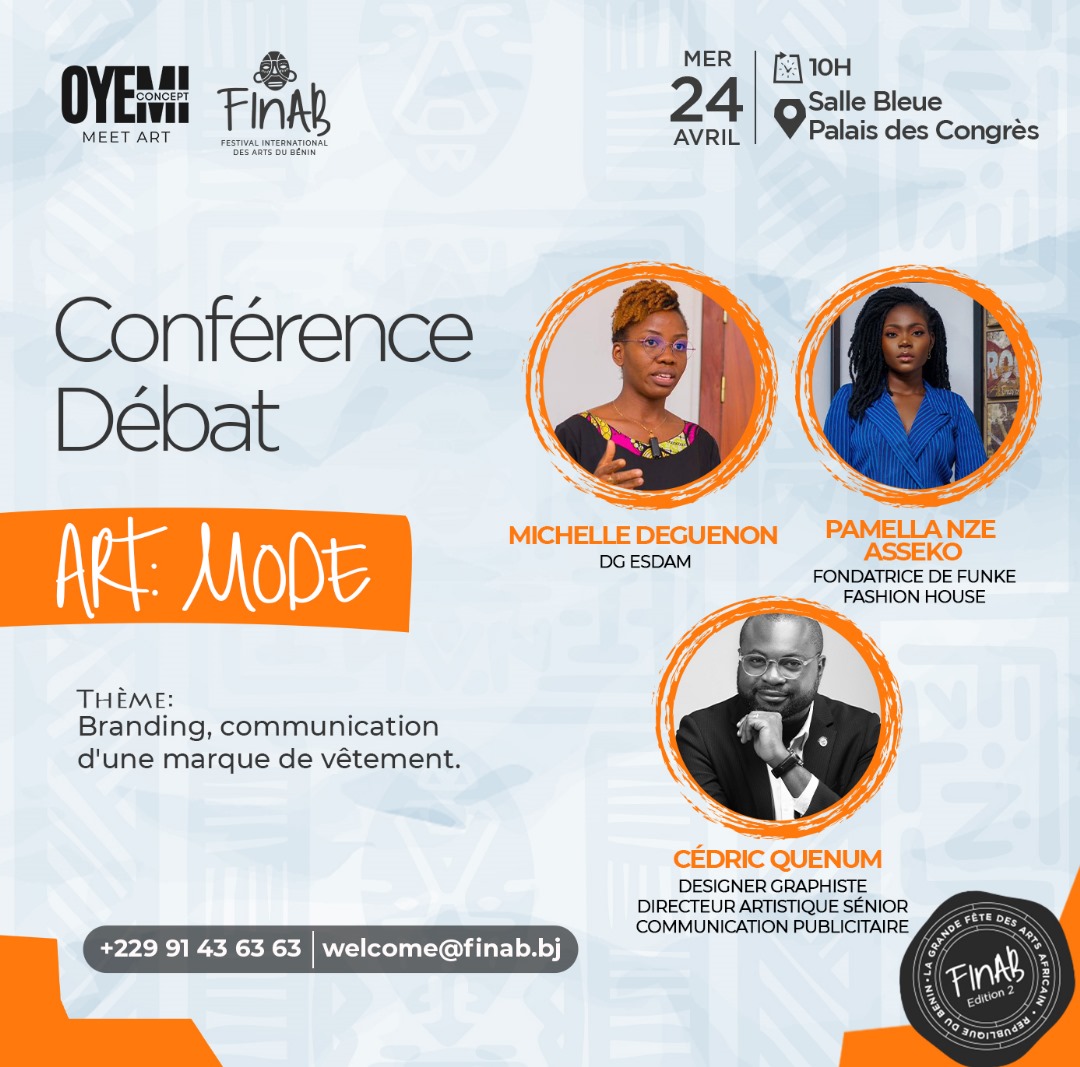 OYEMI
CONCEPT
MEET ART
FInAB
FESTIVAL INTERNATIONAL
DES ARTS DU BÉNIN
MER
24
AVRIL
10H
Salle Bleue
Palais des Congrès
Conférence
Débat
ART: MODE
THÈME:
Branding, communication
d'une marque de vêtement.
MICHELLE DEGUENON
DG ESDAM
PAMELLA NZE
ASSEKO
FONDATRICE DE FUNKE
FASHION HOUSE
CÉDRIC QUENUM
DESIGNER GRAPHISTE
DIRECTEUR ARTISTIQUE SÉNIOR
COMMUNICATION PUBLICITAIRE
+229 91 43 63 63 | welcome@finab.bj
LA GRANDE FÊTE DES ARTS AFRICAIN • REPUBLIQUE DU BENIN •
FInAB
Edition 2